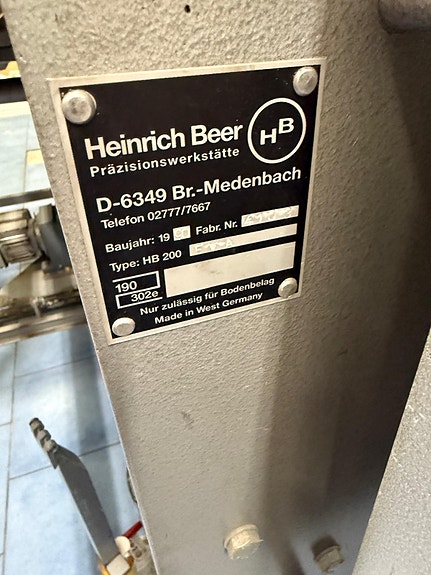 Heinrich Beer
HB
Präzisionswerkstätte
D-6349 Br.-Medenbach
Telefon 02777/7667
Baujahr: 19 Fabr. Nr.
Type: HB 200
190
302e
Nur zulässig für Bodenbelag
Made in West Germany